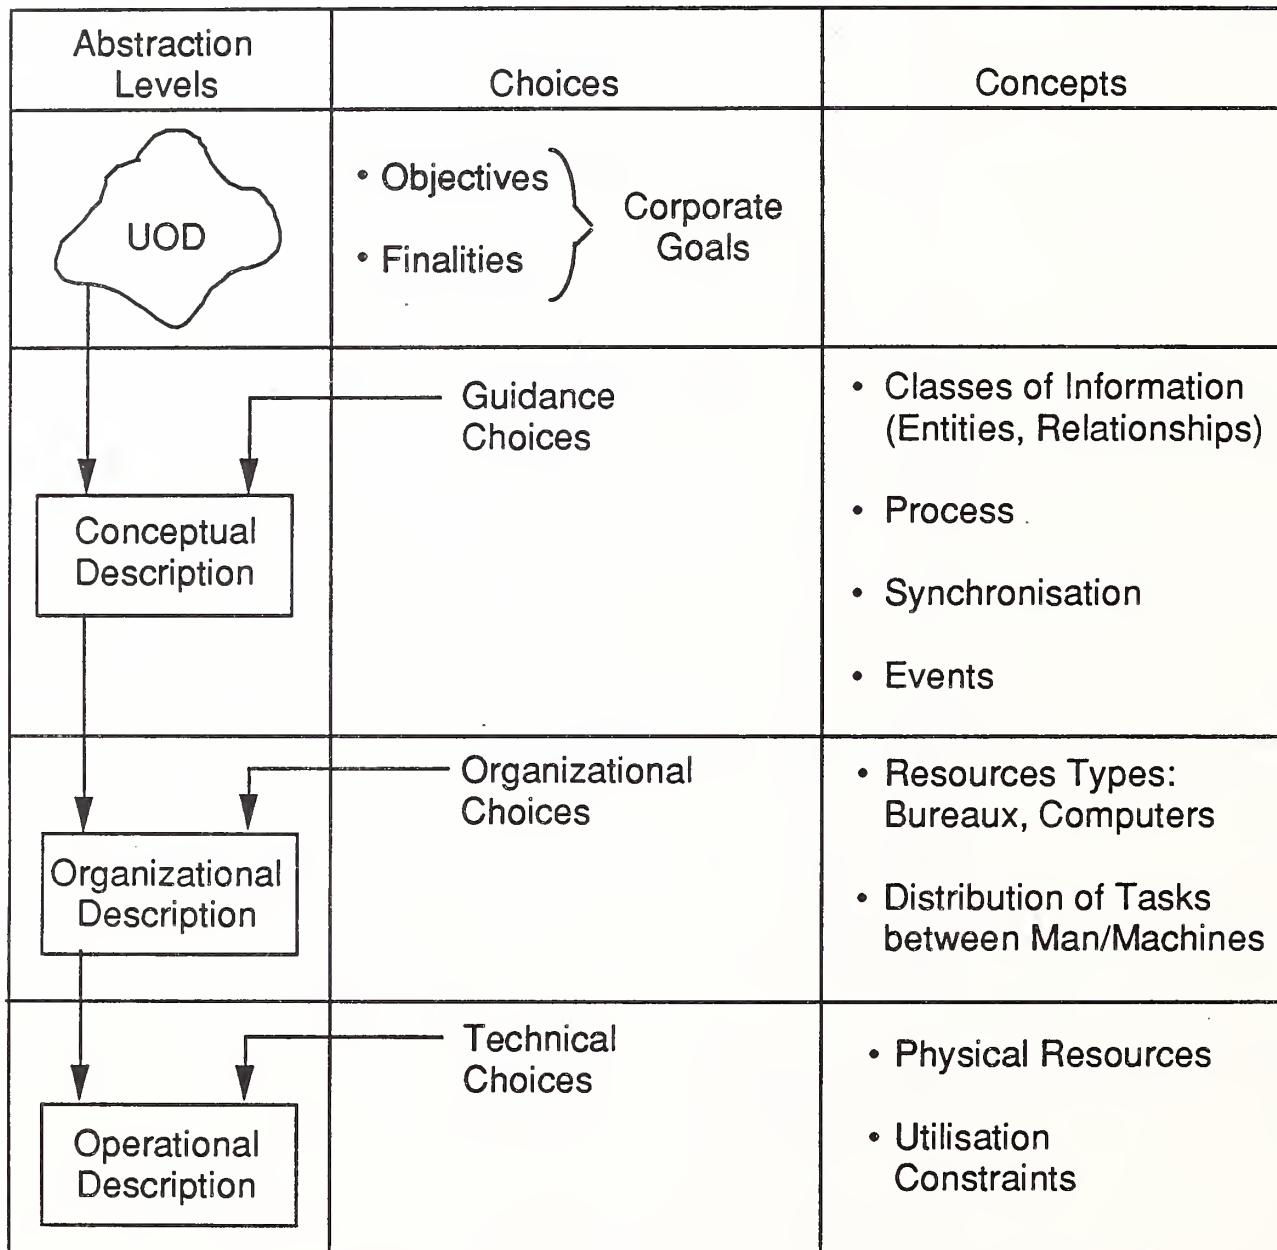 Abstraction
Levels
Choices
Concepts
UOD
• Objectives
• Finalities
Corporate
Goals
Guidance
Choices
• Classes of Information
(Entities, Relationships)
• Process
• Synchronisation
• Events
Conceptual
Description
Organizational
Choices
• Resources Types:
Bureaux, Computers
• Distribution of Tasks
between Man/Machines
Organizational
Description
Technical
Choices
• Physical Resources
• Utilisation
Constraints
Operational
Description